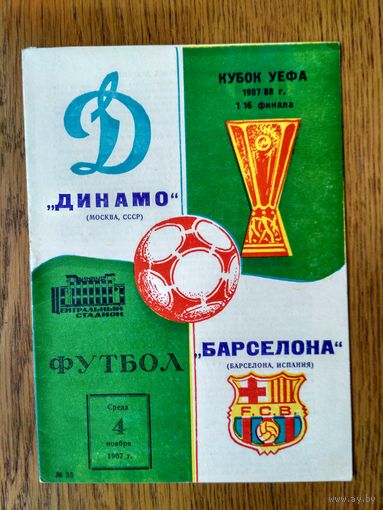 КУБОК УЕФА
1987/88 г.
1/16 финала
Д
„ДИНАМО“
(МОСКВА, СССР)
ДИНАМО
ЦЕНТРАЛЬНЫЙ
СТАДИОН
ФУТБОЛ
„БАРСЕЛОНА“
(БАРСЕЛОНА, ИСПАНИЯ)
F.C.B.
Среда
4
ноября
1987 г.
№ 35
www.ay.by